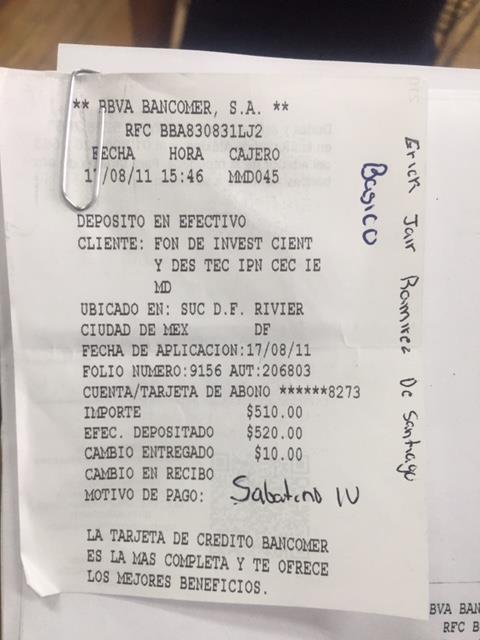 ** BBVA BANCOMER, S.A. **
RFC BBA830831LJ2
FECHA HORA CAJERO
17/08/11 15:46 MMD045
DEPOSITO EN EFECTIVO
CLIENTE: FON DE INVEST CIENT
Y DES TEC IPN CEC IE
MD
UBICADO EN: SUC D.F. RIVIER
CIUDAD DE MEX DF
FECHA DE APLICACION:17/08/11
FOLIO NUMERO:9156 AUT:206803
CUENTA/TARJETA DE ABONO ******8273
IMPORTE $510.00
EFEC. DEPOSITADO $520.00
CAMBIO ENTREGADO $10.00
CAMBIO EN RECIBO
MOTIVO DE PAGO: Sabatino IV
LA TARJETA DE CREDITO BANCOMER
ES LA MAS COMPLETA Y TE OFRECE
LOS MEJORES BENEFICIOS.
BASICO
Erick Jair Ramirez De Santiago
BVA BAN
RFC B